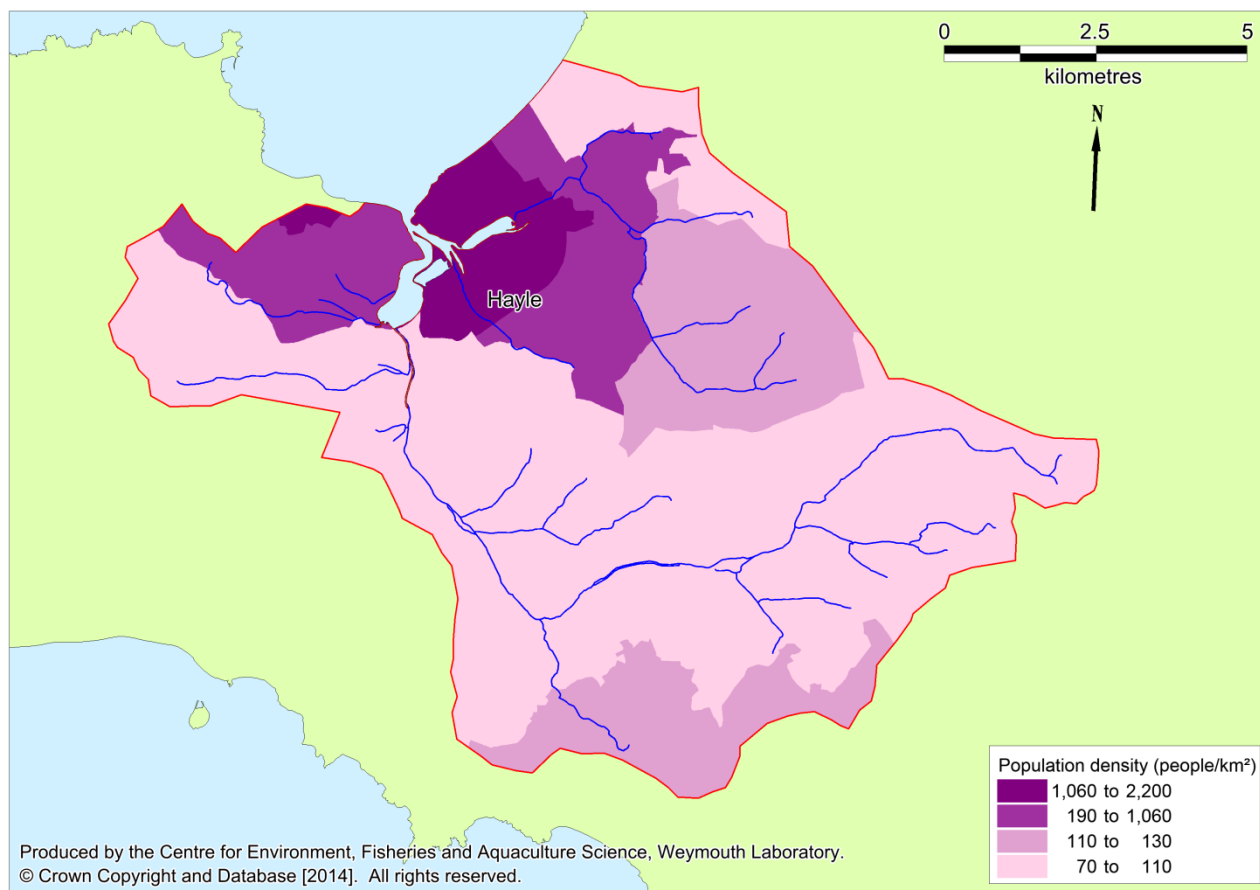 0 2.5 5
kilometres
N
Hayle
Population density (people/km²)
1,060 to 2,200
190 to 1,060
110 to 130
70 to 110
Produced by the Centre for Environment, Fisheries and Aquaculture Science, Weymouth Laboratory.
© Crown Copyright and Database [2014]. All rights reserved.